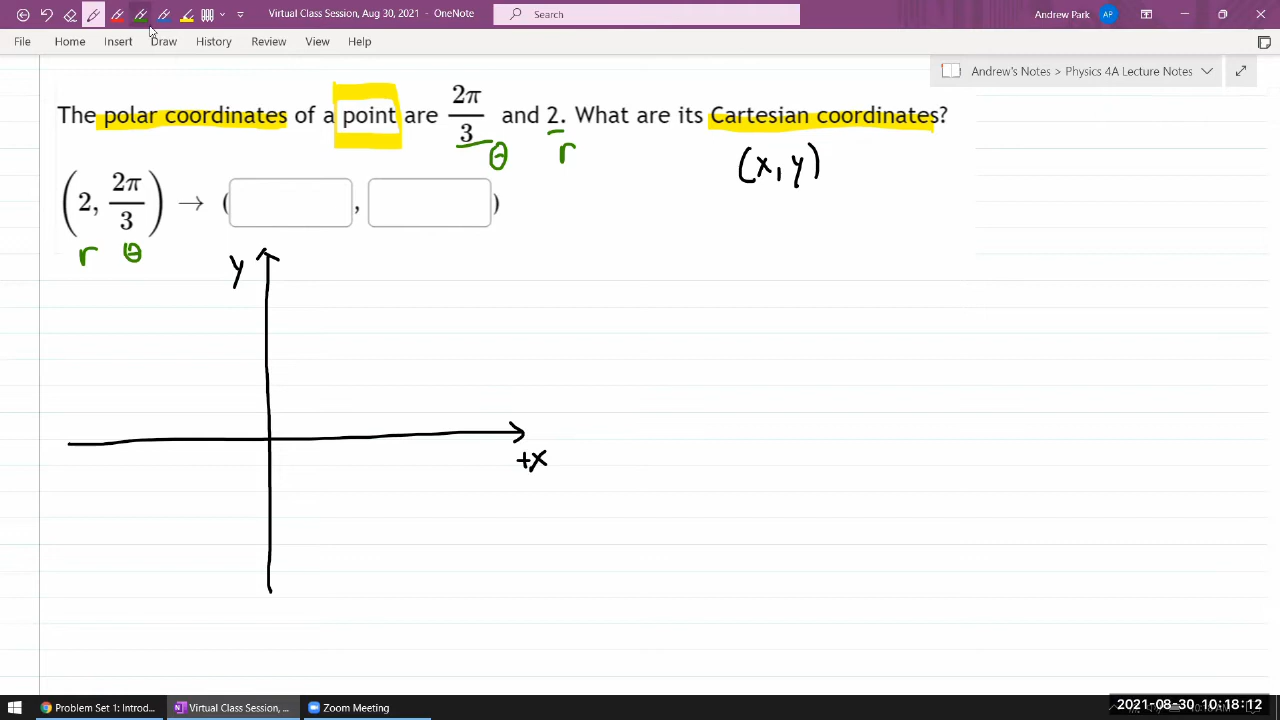 Virtual Class Session, Aug 30, 2021 - OneNote
Search
Andrew Park
AP
File Home Insert Draw History Review View Help
Andrew's Notes > Physics 4A Lecture Notes
The polar coordinates of a point are 2π/3 and 2. What are its Cartesian coordinates?
θ r (x, y)
(2, 2π/3) → ( , )
r θ
y
+x
Problem Set 1: Introd... Virtual Class Session, ... Zoom Meeting
2021-08-30 10:18:12